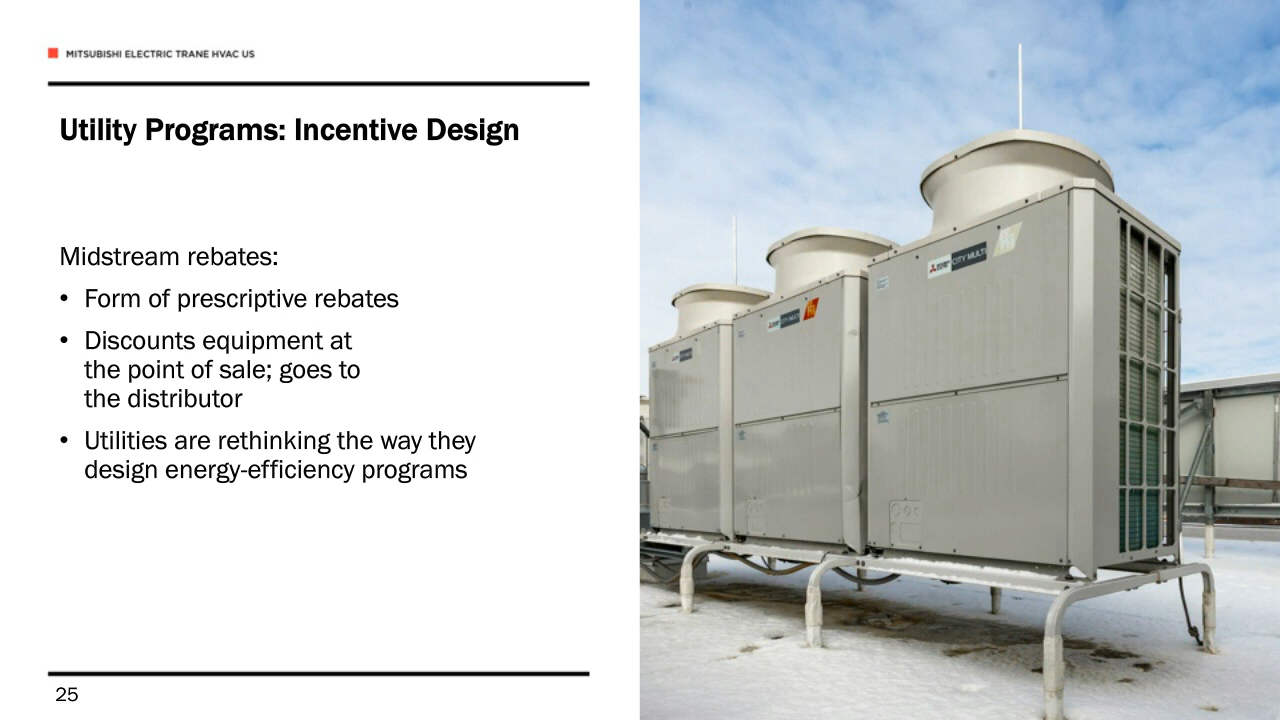 MITSUBISHI ELECTRIC TRANE HVAC US
Utility Programs: Incentive Design
Midstream rebates:
• Form of prescriptive rebates
• Discounts equipment at
the point of sale; goes to
the distributor
• Utilities are rethinking the way they
design energy-efficiency programs
25
CITY MULTI
CITY MULTI